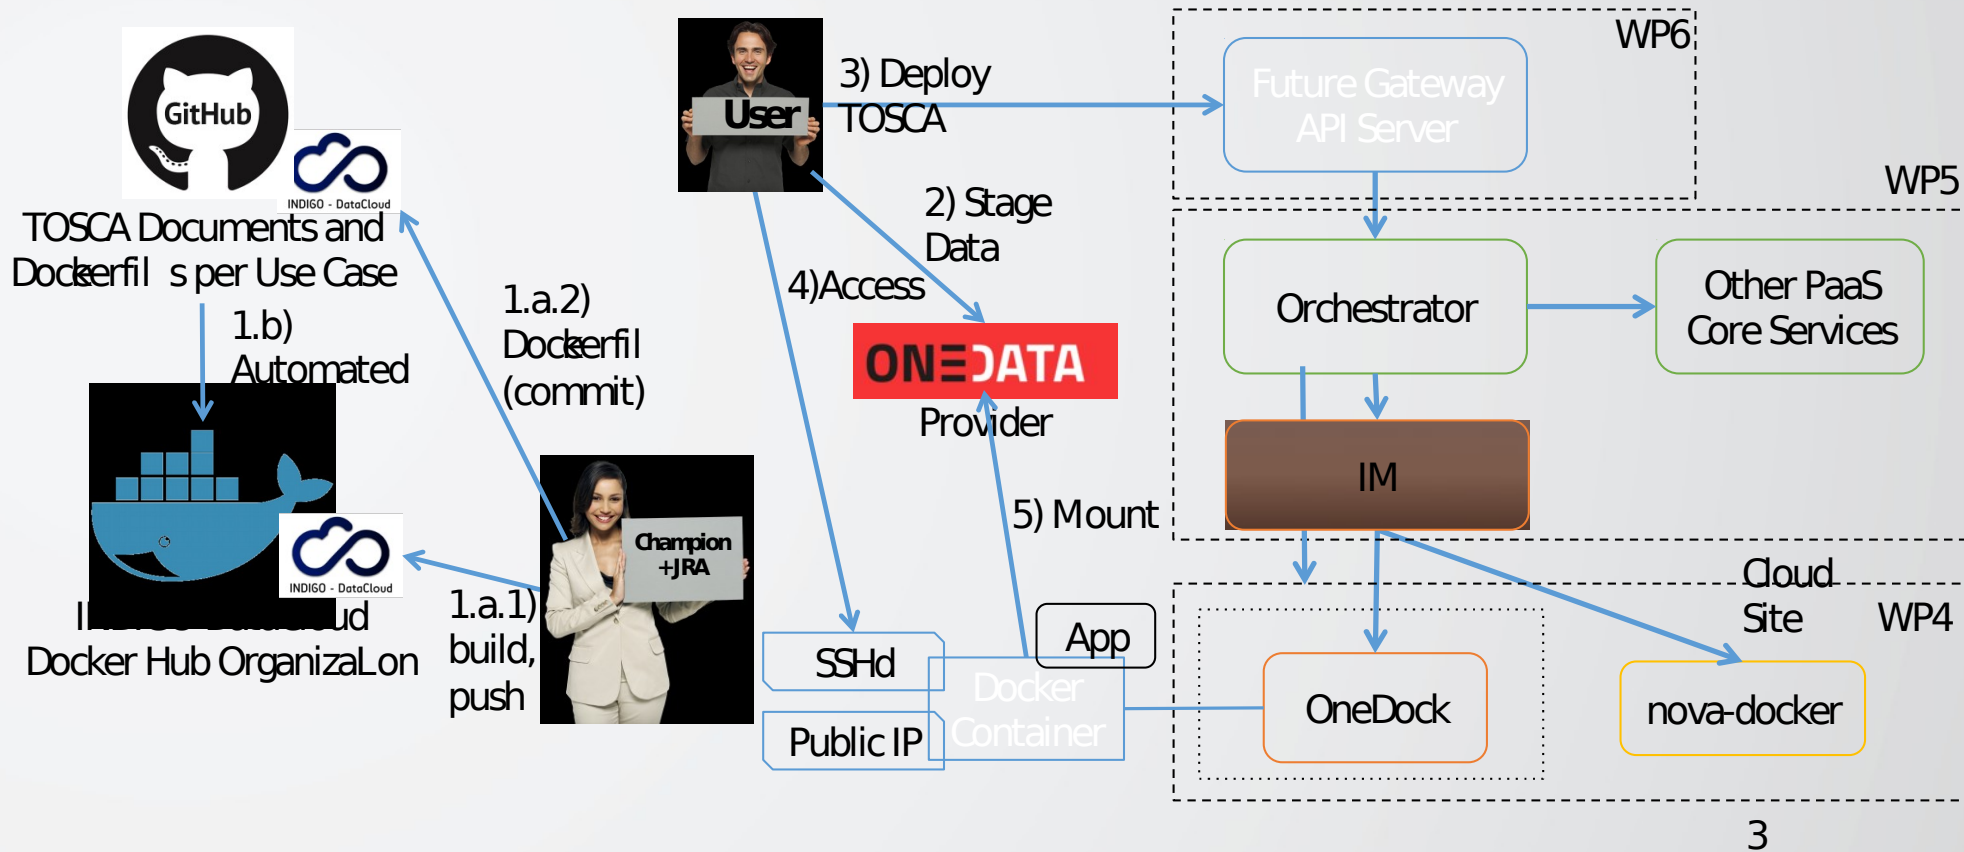 GitHub
INDIGO - DataCloud
TOSCA Documents and
Dockerfil s per Use Case
1.b)
Automated
INDIGO - DataCloud
Docker Hub OrganizaLon
1.a.2)
Dockerfil
(commit)
1.a.1)
build,
push
Champion
+JRA
User
3) Deploy
TOSCA
2) Stage
Data
4)Access
ONEDATA
Provider
5) Mount
App
SSHd
Public IP
Docker
Container
WP6
Future Gateway
API Server
WP5
Orchestrator
Other PaaS
Core Services
IM
Cloud
Site
WP4
OneDock
nova-docker
3